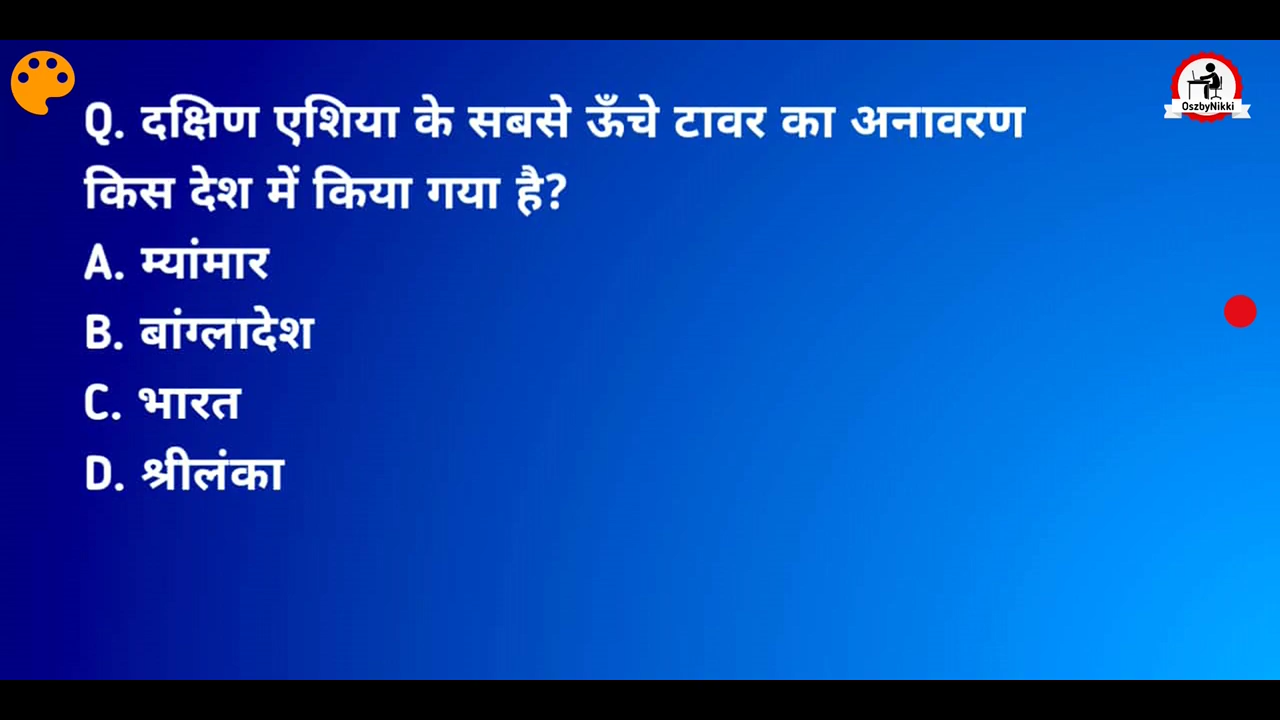 Q. दक्षिण एशिया के सबसे ऊँचे टावर का अनावरण
किस देश में किया गया है?
A. म्यांमार
B. बांग्लादेश
C. भारत
D. श्रीलंका
OszbyNikki